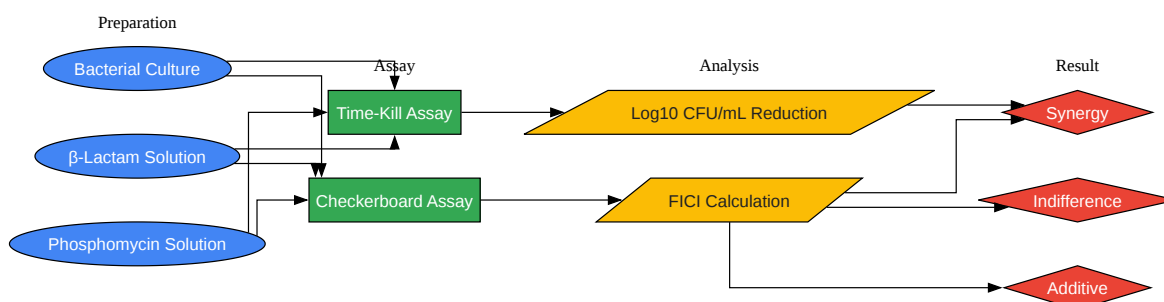 Preparation
Assay
Analysis
Result
Bacterial Culture
Time-Kill Assay
Log10 CFU/mL Reduction
Synergy
β-Lactam Solution
Checkerboard Assay
FICI Calculation
Indifference
Phosphomycin Solution
Additive